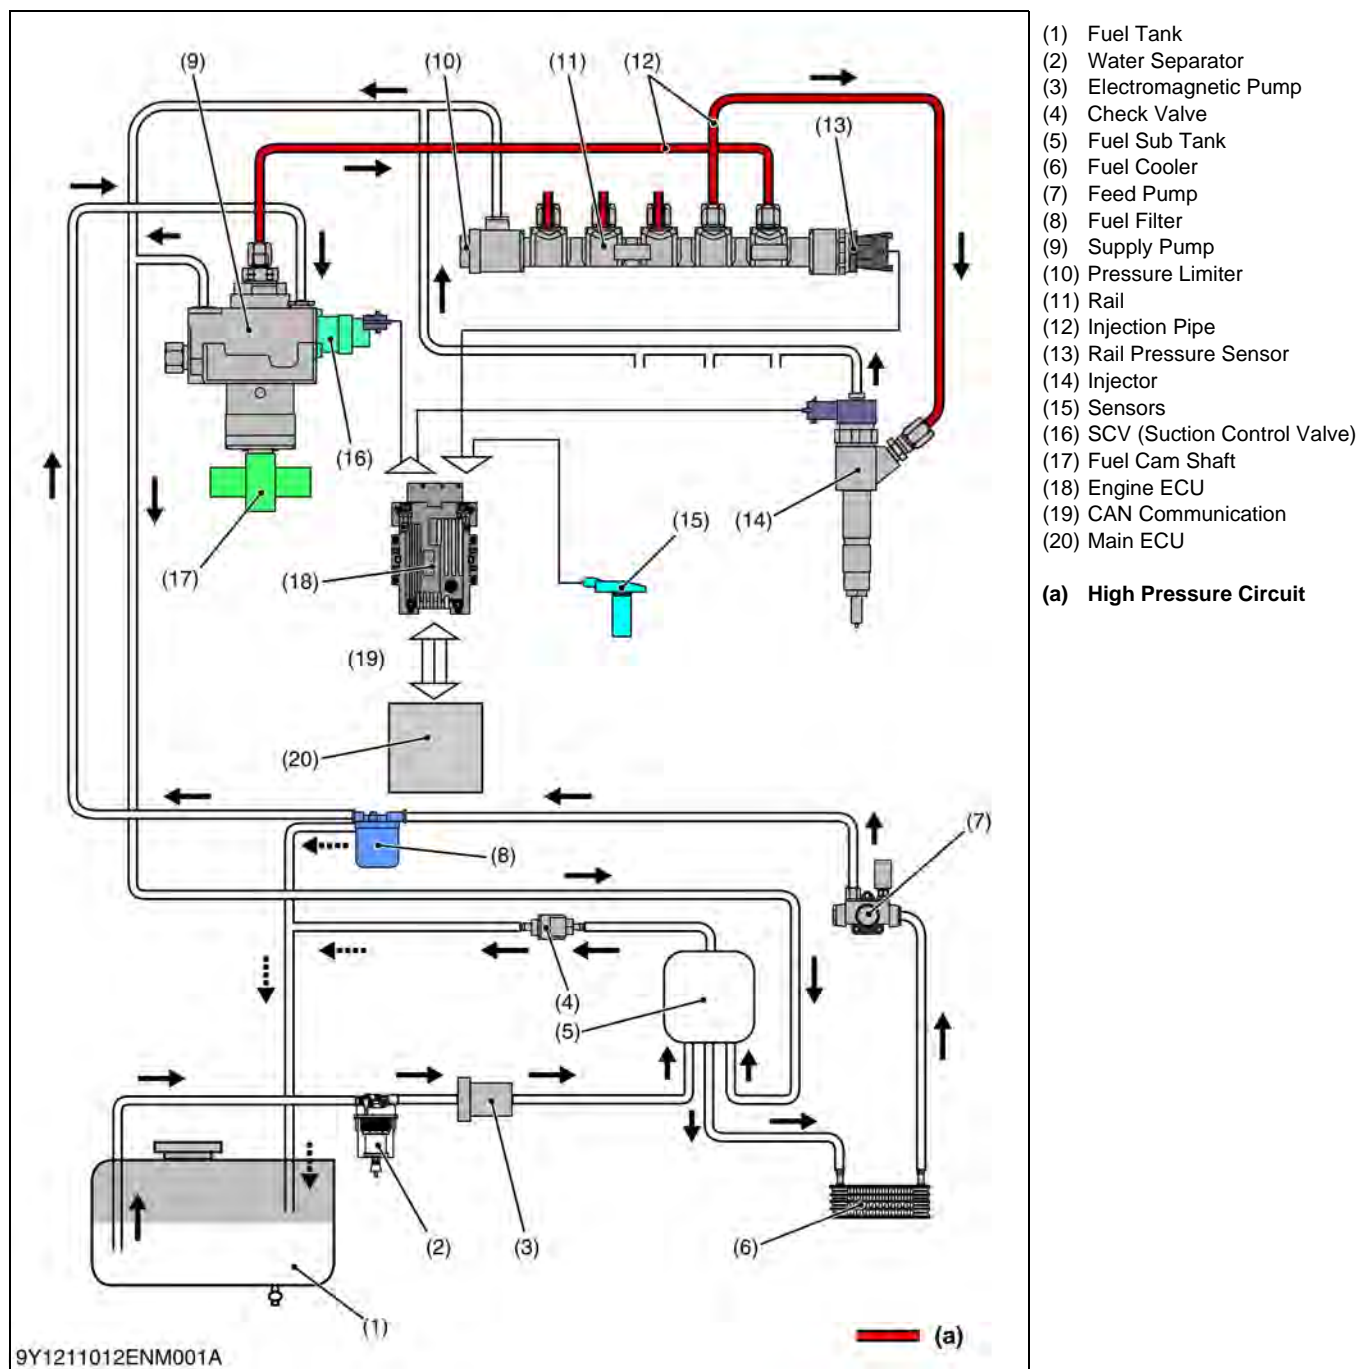 (9)
(10)
(11)
(12)
(13)
(16)
(15)
(14)
(17)
(18)
(19)
(20)
(7)
(8)
(4)
(5)
(2)
(3)
(6)
(1)
(a)
9Y1211012ENM001A
(1) Fuel Tank
(2) Water Separator
(3) Electromagnetic Pump
(4) Check Valve
(5) Fuel Sub Tank
(6) Fuel Cooler
(7) Feed Pump
(8) Fuel Filter
(9) Supply Pump
(10) Pressure Limiter
(11) Rail
(12) Injection Pipe
(13) Rail Pressure Sensor
(14) Injector
(15) Sensors
(16) SCV (Suction Control Valve)
(17) Fuel Cam Shaft
(18) Engine ECU
(19) CAN Communication
(20) Main ECU
(a) High Pressure Circuit